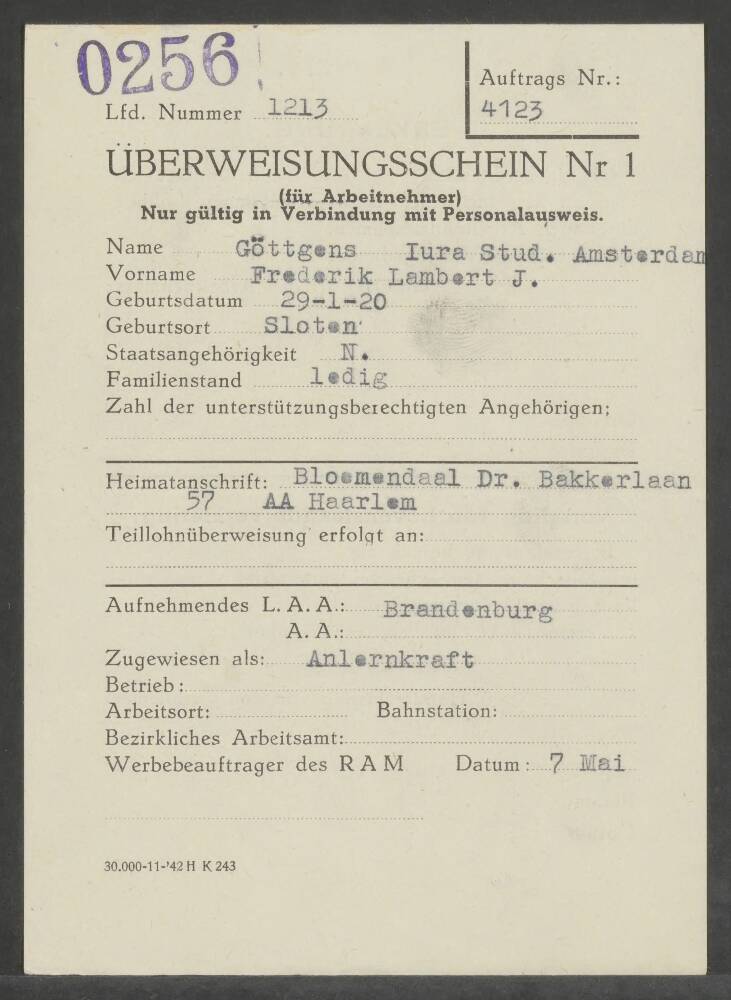 0256
Auftrags Nr.:
Lfd. Nummer 1213
4123
ÜBERWEISUNGSSCHEIN Nr 1
(für Arbeitnehmer)
Nur gültig in Verbindung mit Personalausweis.
Name Göttgens Iura Stud. Amsterdam
Vorname Frederik Lambert J.
Geburtsdatum 29-1-20
Geburtsort Sloten
Staatsangehörigkeit N.
Familienstand ledig
Zahl der unterstützungsberechtigten Angehörigen;
Heimatanschrift: Bloemendaal Dr. Bakkerlaan
57 AA Haarlem
Teillohnüberweisung erfolgt an:
Aufnehmendes L. A. A.: Brandenburg
A. A.:
Zugewiesen als: Anlernkraft
Betrieb:
Arbeitsort: Bahnstation:
Bezirkliches Arbeitsamt:
Werbebeauftrager des R A M Datum: 7 Mai
30.000-11-'42 H K 243